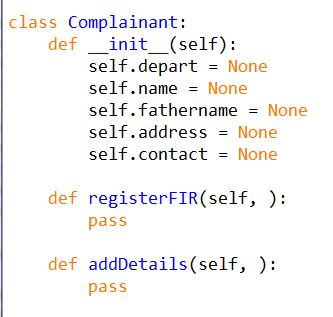 class Complainant:
    def __init__(self):
        self.depart = None
        self.name = None
        self.fathername = None
        self.address = None
        self.contact = None

    def registerFIR(self, ):
        pass

    def addDetails(self, ):
        pass